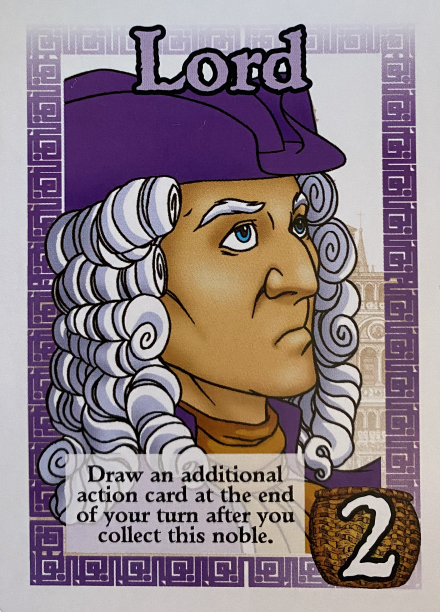 Lord
Draw an additional
action card at the end
of your turn after you
collect this noble.
2